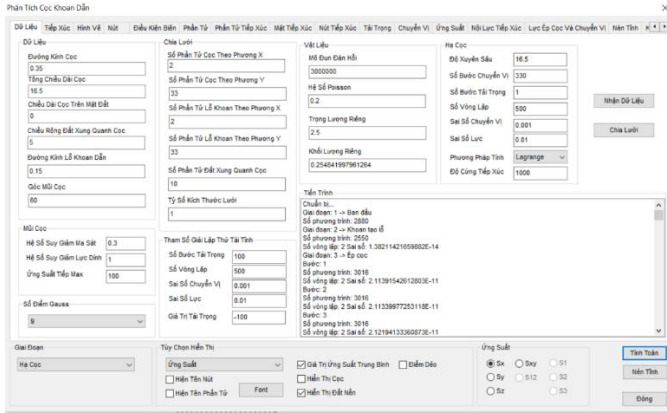 Phân Tích Cọc Khoan Dẫn
Dữ Liệu Tiếp Xúc Hình Vẽ Nút Điều Kiện Biên Phần Tử Phần Tử Tiếp Xúc Mặt Tiếp Xúc Nút Tiếp Xúc Tải Trọng Chuyển Vị Ứng Suất Nội Lực Tiếp Xúc Lực Ép Cọc Và Chuyển Vị Nén Tĩnh
Dữ Liệu
Đường Kính Cọc
0.35
Tổng Chiều Dài Cọc
16.5
Chiều Dài Cọc Trên Mặt Đất
0
Chiều Rộng Đất Xung Quanh Cọc
5
Đường Kính Lỗ Khoan Dẫn
0.15
Góc Mũi Cọc
60
Mũi Cọc
Hệ Số Suy Giảm Ma Sát 0.3
Hệ Số Suy Giảm Lực Dính 1
Ứng Suất Tiếp Max 100
Số Điểm Gauss
9
Chia Lưới
Số Phần Tử Cọc Theo Phương X
2
Số Phần Tử Cọc Theo Phương Y
33
Số Phần Tử Lỗ Khoan Theo Phương X
2
Số Phần Tử Lỗ Khoan Theo Phương Y
33
Số Phần Tử Đất Xung Quanh Cọc
10
Tỷ Số Kích Thước Lưới
1
Tham Số Giải Lặp Thử Tải Tĩnh
Số Bước Tải Trọng 100
Số Vòng Lặp 500
Sai Số Chuyển Vị 0.001
Sai Số Lực 0.01
Giá Trị Tải Trọng -100
Vật Liệu
Mô Đun Đàn Hồi
3000000
Hệ Số Poisson
0.2
Trọng Lượng Riêng
2.5
Khối Lượng Riêng
0.254841997961264
Hạ Cọc
Độ Xuyên Sâu 16.5
Số Bước Chuyển Vị 330
Số Bước Tải Trọng 1
Số Vòng Lặp 500
Sai Số Chuyển Vị 0.001
Sai Số Lực 0.01
Phương Pháp Tính Lagrange
Độ Cứng Tiếp Xúc 1000
Nhận Dữ Liệu
Chia Lưới
Tiến Trình
Chuẩn bị...
Giai đoạn: 1 -> Ban đầu
Số phương trình: 2880
Số vòng lặp: 2 Sai số: 1.38211421659882E-14
Giai đoạn: 2 -> Khoan tạo lỗ
Số phương trình: 2550
Số vòng lặp: 2 Sai số: 2.11391542612803E-11
Giai đoạn: 3 -> Ép cọc
Bước: 1
Số phương trình: 3016
Số vòng lặp: 2 Sai số: 2.11391542612803E-11
Bước: 2
Số phương trình: 3016
Số vòng lặp: 2 Sai số: 2.11339977253118E-11
Bước: 3
Số phương trình: 3016
Số vòng lặp: 2 Sai số: 2.12194133360873E-11
Giai Đoạn
Hạ Cọc
Tùy Chọn Hiển Thị
Ứng Suất
Hiện Tên Nút
Hiện Tên Phần Tử
Font
Giá Trị Ứng Suất Trung Bình Điểm Dẻo
Hiển Thị Cọc
Hiển Thị Đất Nền
Ứng Suất
Sx Sxy S1
Sy S12 S2
Sz S3
Tính Toán
Nén Tĩnh
Đóng